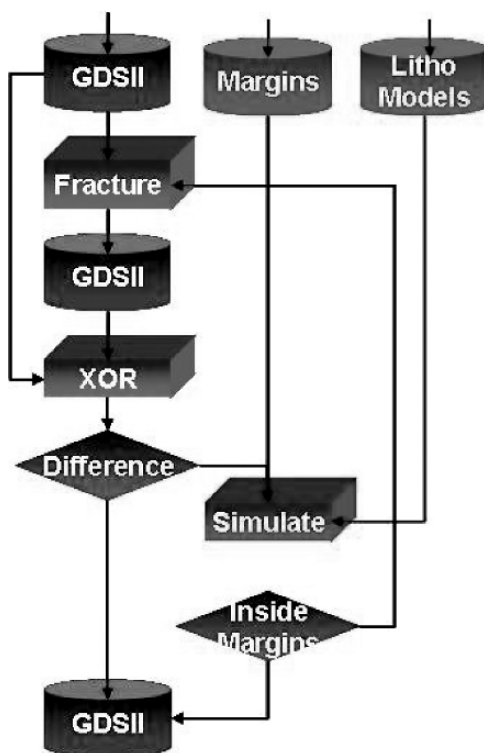 GDSII
Margins
Litho
Models
Fracture
GDSII
XOR
Difference
Simulate
Inside
Margins
GDSII